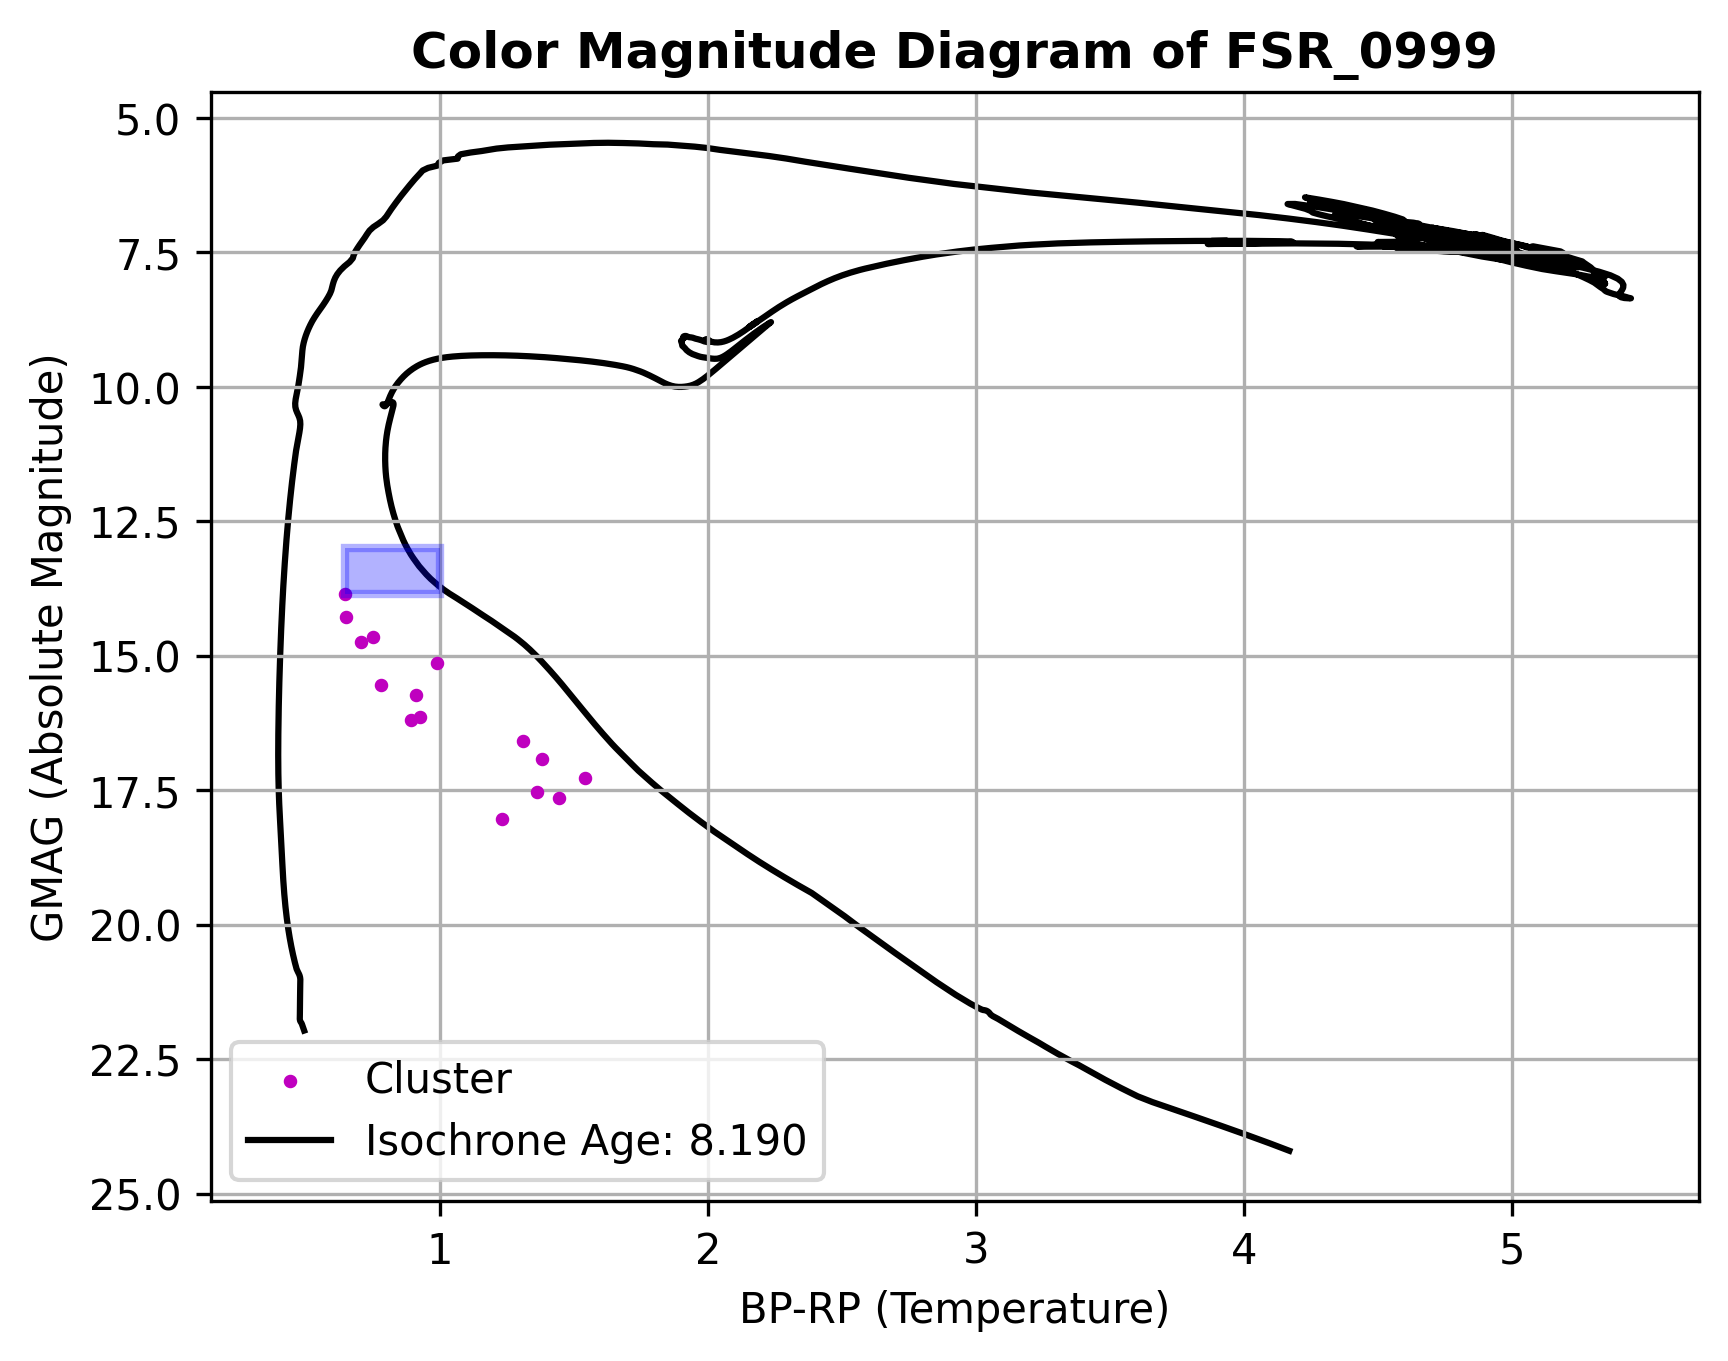 Color Magnitude Diagram of FSR_0999
GMAG (Absolute Magnitude)
5.0
7.5
10.0
12.5
15.0
17.5
20.0
22.5
25.0
Cluster
Isochrone Age: 8.190
1
2
3
4
5
BP-RP (Temperature)